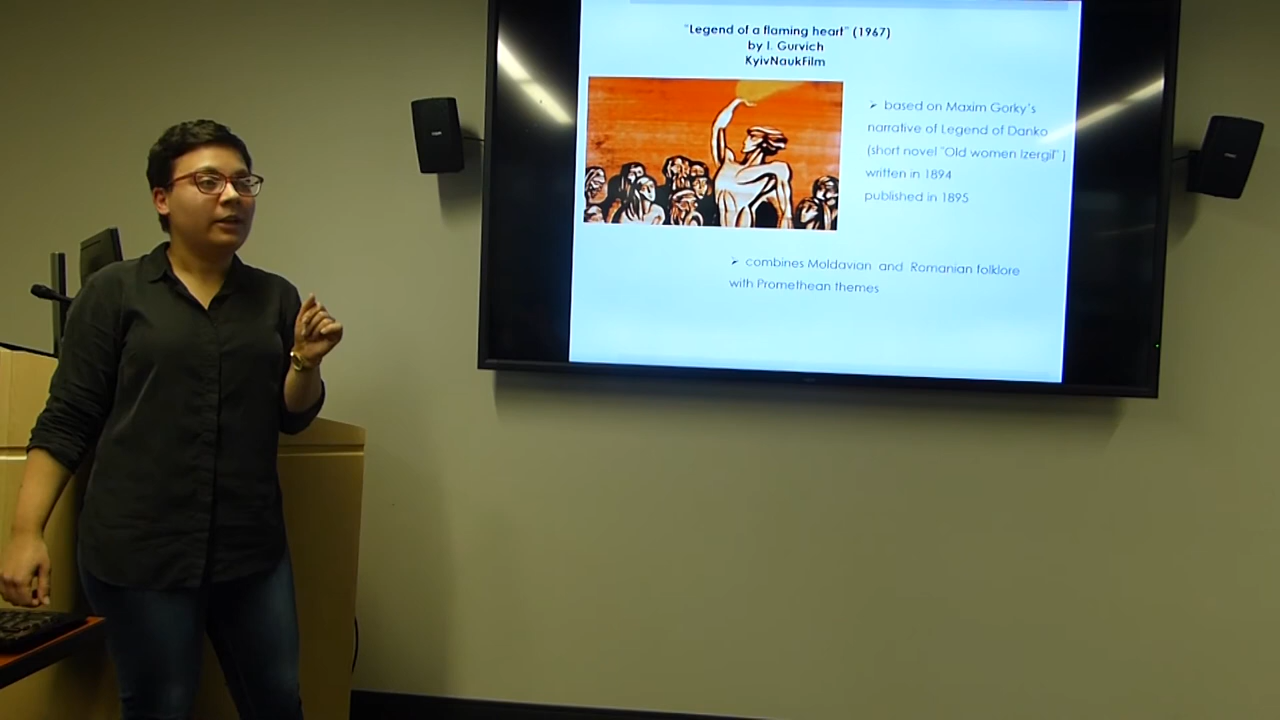 "Legend of a flaming heart" (1967)
by I. Gurvich
KyivNaukFilm
➤ based on Maxim Gorky's
narrative of Legend of Danko
(short novel "Old women Izergil" )
written in 1894
published in 1895
➤ combines Moldavian and Romanian folklore
with Promethean themes